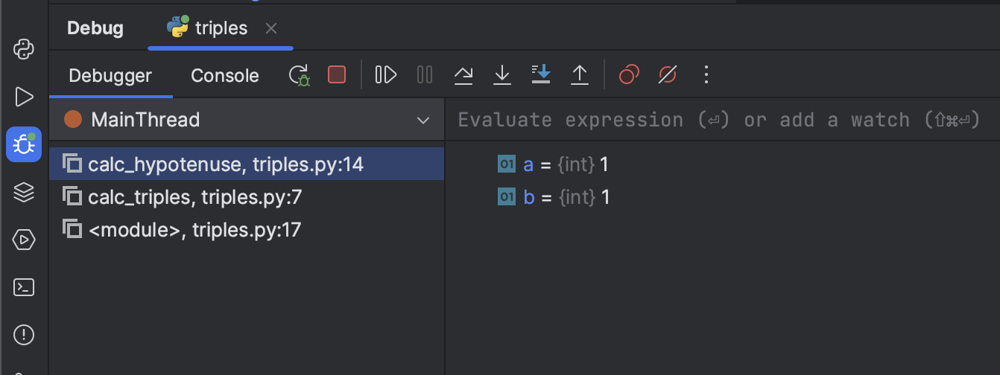 Debug triples
Debugger Console
MainThread
Evaluate expression (⏎) or add a watch (⇧⌘⏎)
calc_hypotenuse, triples.py:14
calc_triples, triples.py:7
<module>, triples.py:17
01 a = {int} 1
01 b = {int} 1